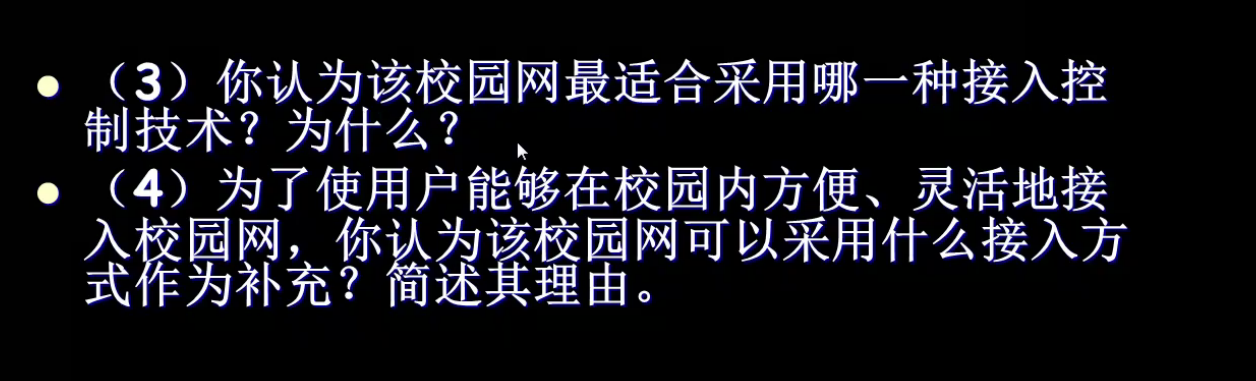 （3）你认为该校园网最适合采用哪一种接入控
制技术？为什么？
（4）为了使用户能够在校园内方便、灵活地接
入校园网，你认为该校园网可以采用什么接入方
式作为补充？简述其理由。